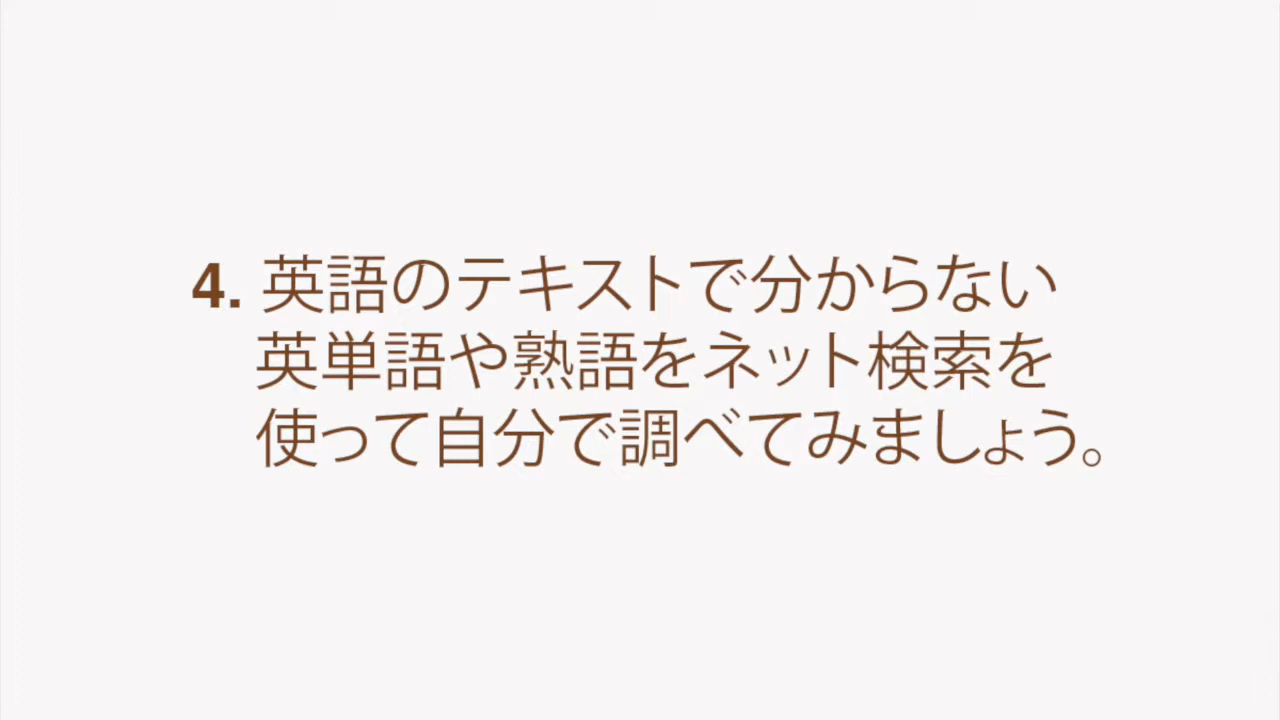 4. 英語のテキストで分からない
英単語や熟語をネット検索を
使って自分で調べてみましょう。